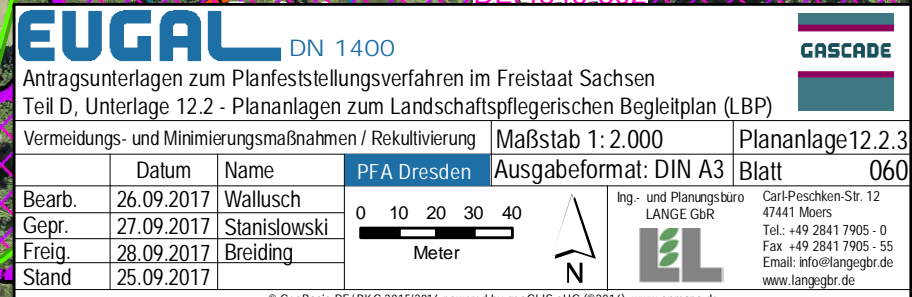 EUGAL DN 1400
GASCADE
Antragsunterlagen zum Planfeststellungsverfahren im Freistaat Sachsen
Teil D, Unterlage 12.2 - Plananlagen zum Landschaftspflegerischen Begleitplan (LBP)
Vermeidungs- und Minimierungsmaßnahmen / Rekultivierung
Maßstab 1: 2.000
Plananlage 12.2.3
Datum Name
PFA Dresden
Ausgabeformat: DIN A3
Blatt 060
Bearb. 26.09.2017 Wallusch
Gepr. 27.09.2017 Stanislowski
Freig. 28.09.2017 Breiding
Stand 25.09.2017
0 10 20 30 40
Meter
N
Ing.- und Planungsbüro
LANGE GbR
Carl-Peschken-Str. 12
47441 Moers
Tel.: +49 2841 7905 - 0
Fax +49 2841 7905 - 55
Email: info@langegbr.de
www.langegbr.de